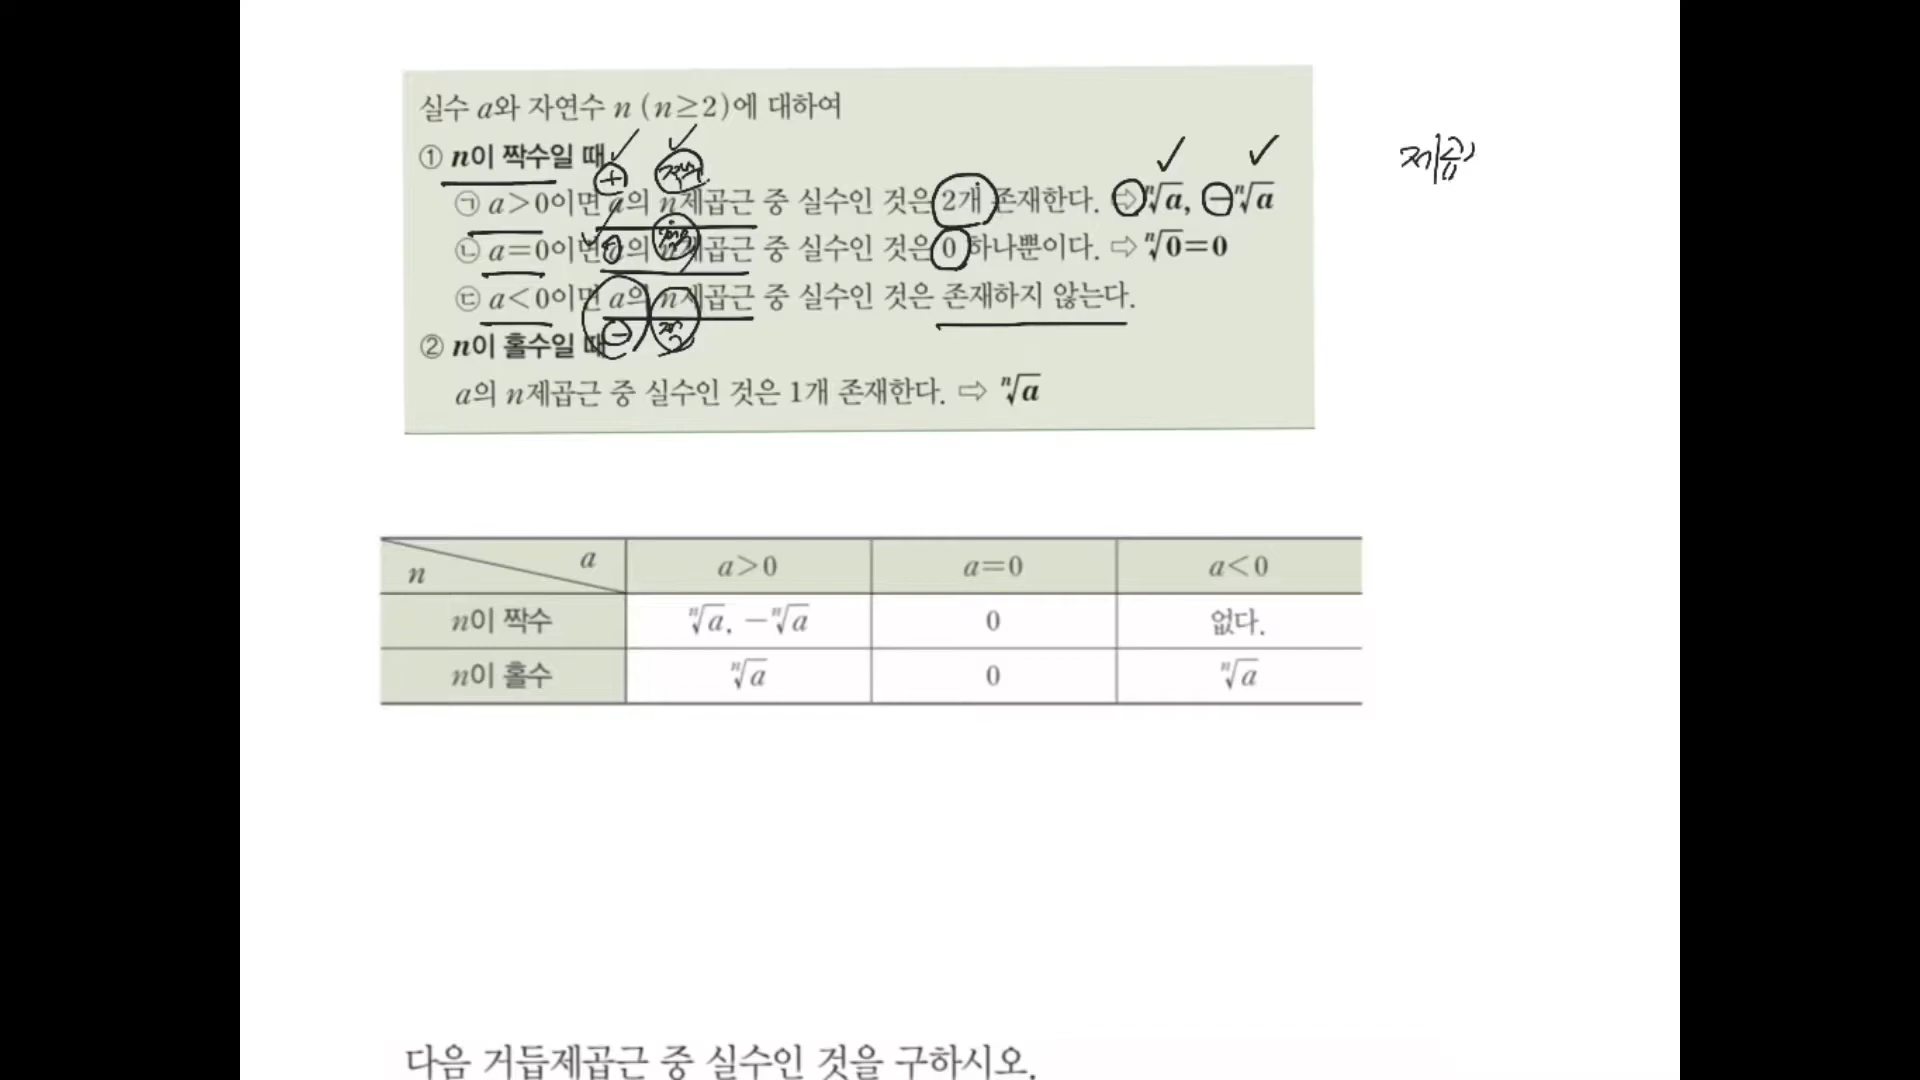 실수 a와 자연수 n (n≥2)에 대하여
① n이 짝수일 때
+ 짝수
㉠ a>0이면 a의 n제곱근 중 실수인 것은 2개 존재한다. ⇨ ⁿ√a, −ⁿ√a
제곱
㉡ a=0이면 a의 n제곱근 중 실수인 것은 0 하나뿐이다. ⇨ ⁿ√0=0
㉢ a<0이면 a의 n제곱근 중 실수인 것은 존재하지 않는다.
−
② n이 홀수일 때
a의 n제곱근 중 실수인 것은 1개 존재한다. ⇨ ⁿ√a
n a a>0 a=0 a<0
n이 짝수 ⁿ√a, −ⁿ√a 0 없다.
n이 홀수 ⁿ√a 0 ⁿ√a
다음 거듭제곱근 중 실수인 것을 구하시오.